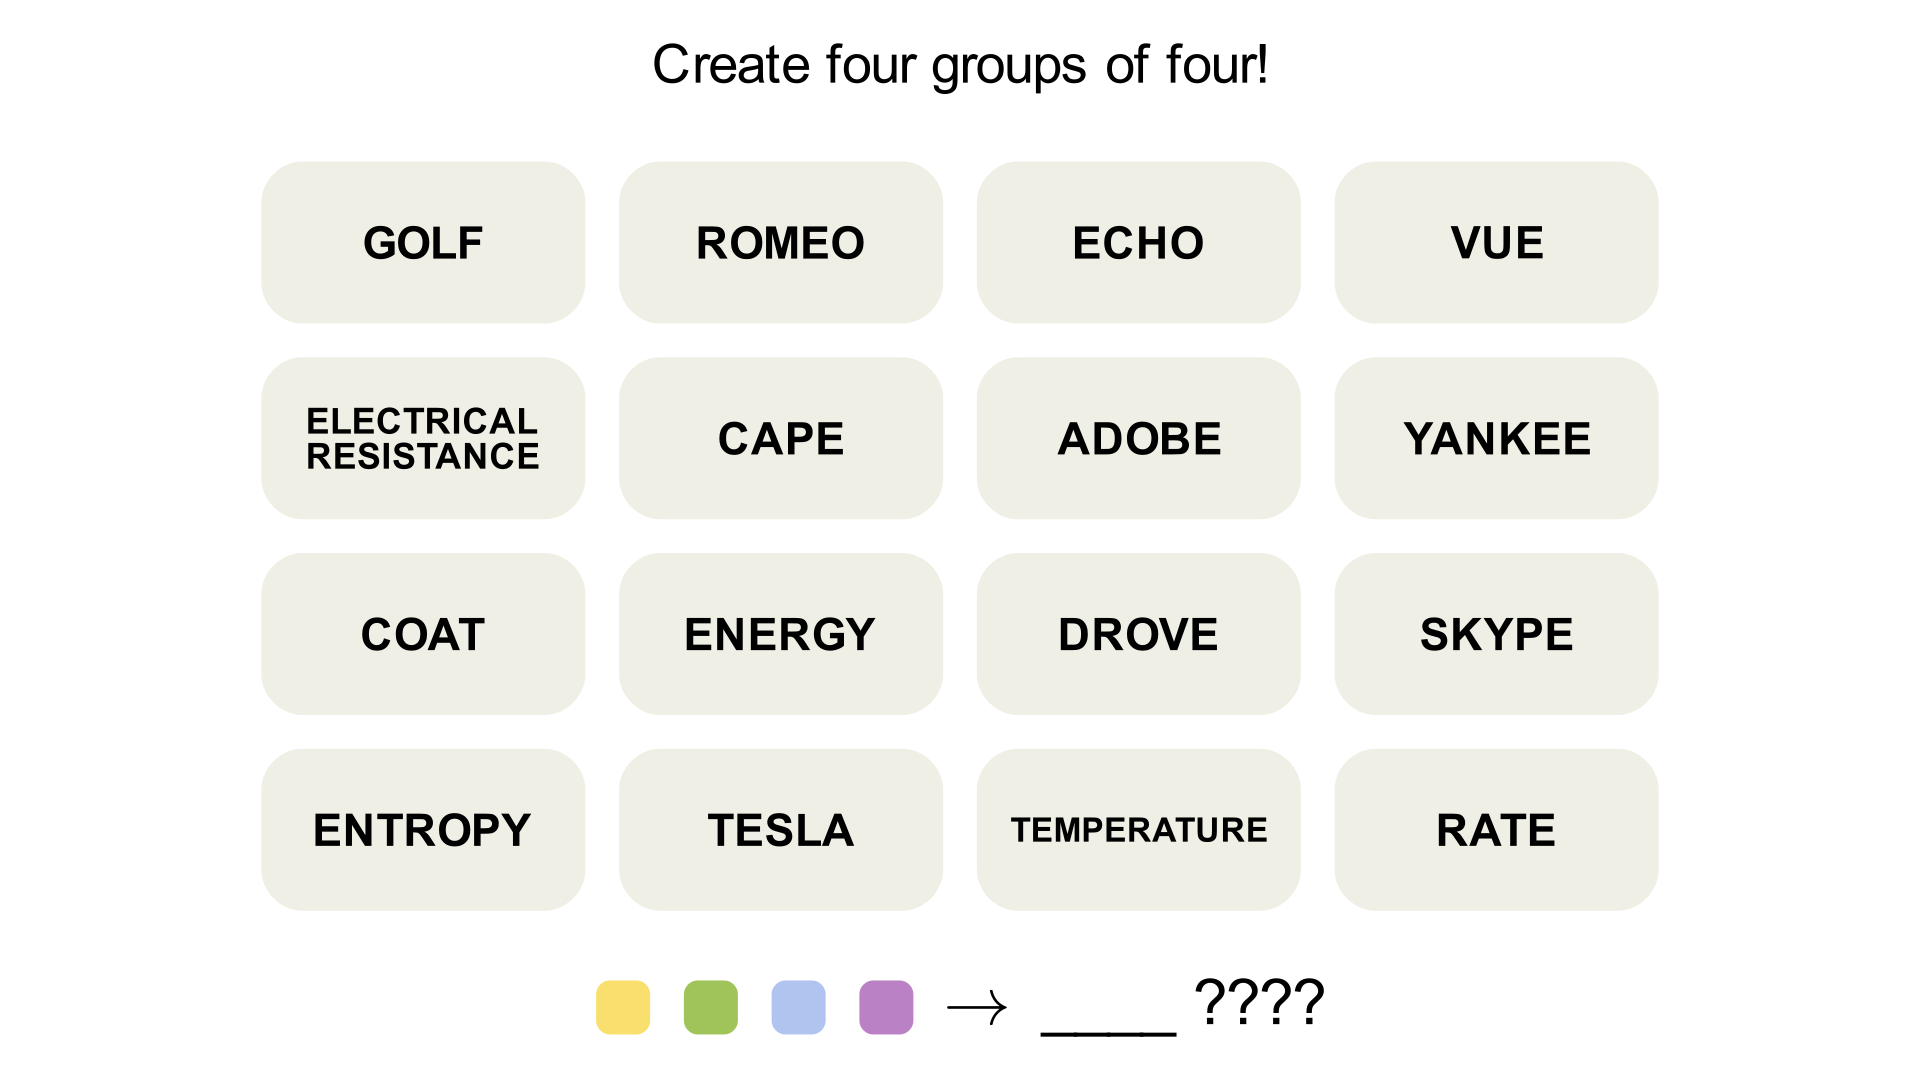 Create four groups of four!
GOLF
ROMEO
ECHO
VUE
ELECTRICAL
RESISTANCE
CAPE
ADOBE
YANKEE
COAT
ENERGY
DROVE
SKYPE
ENTROPY
TESLA
TEMPERATURE
RATE
→ ____ ????